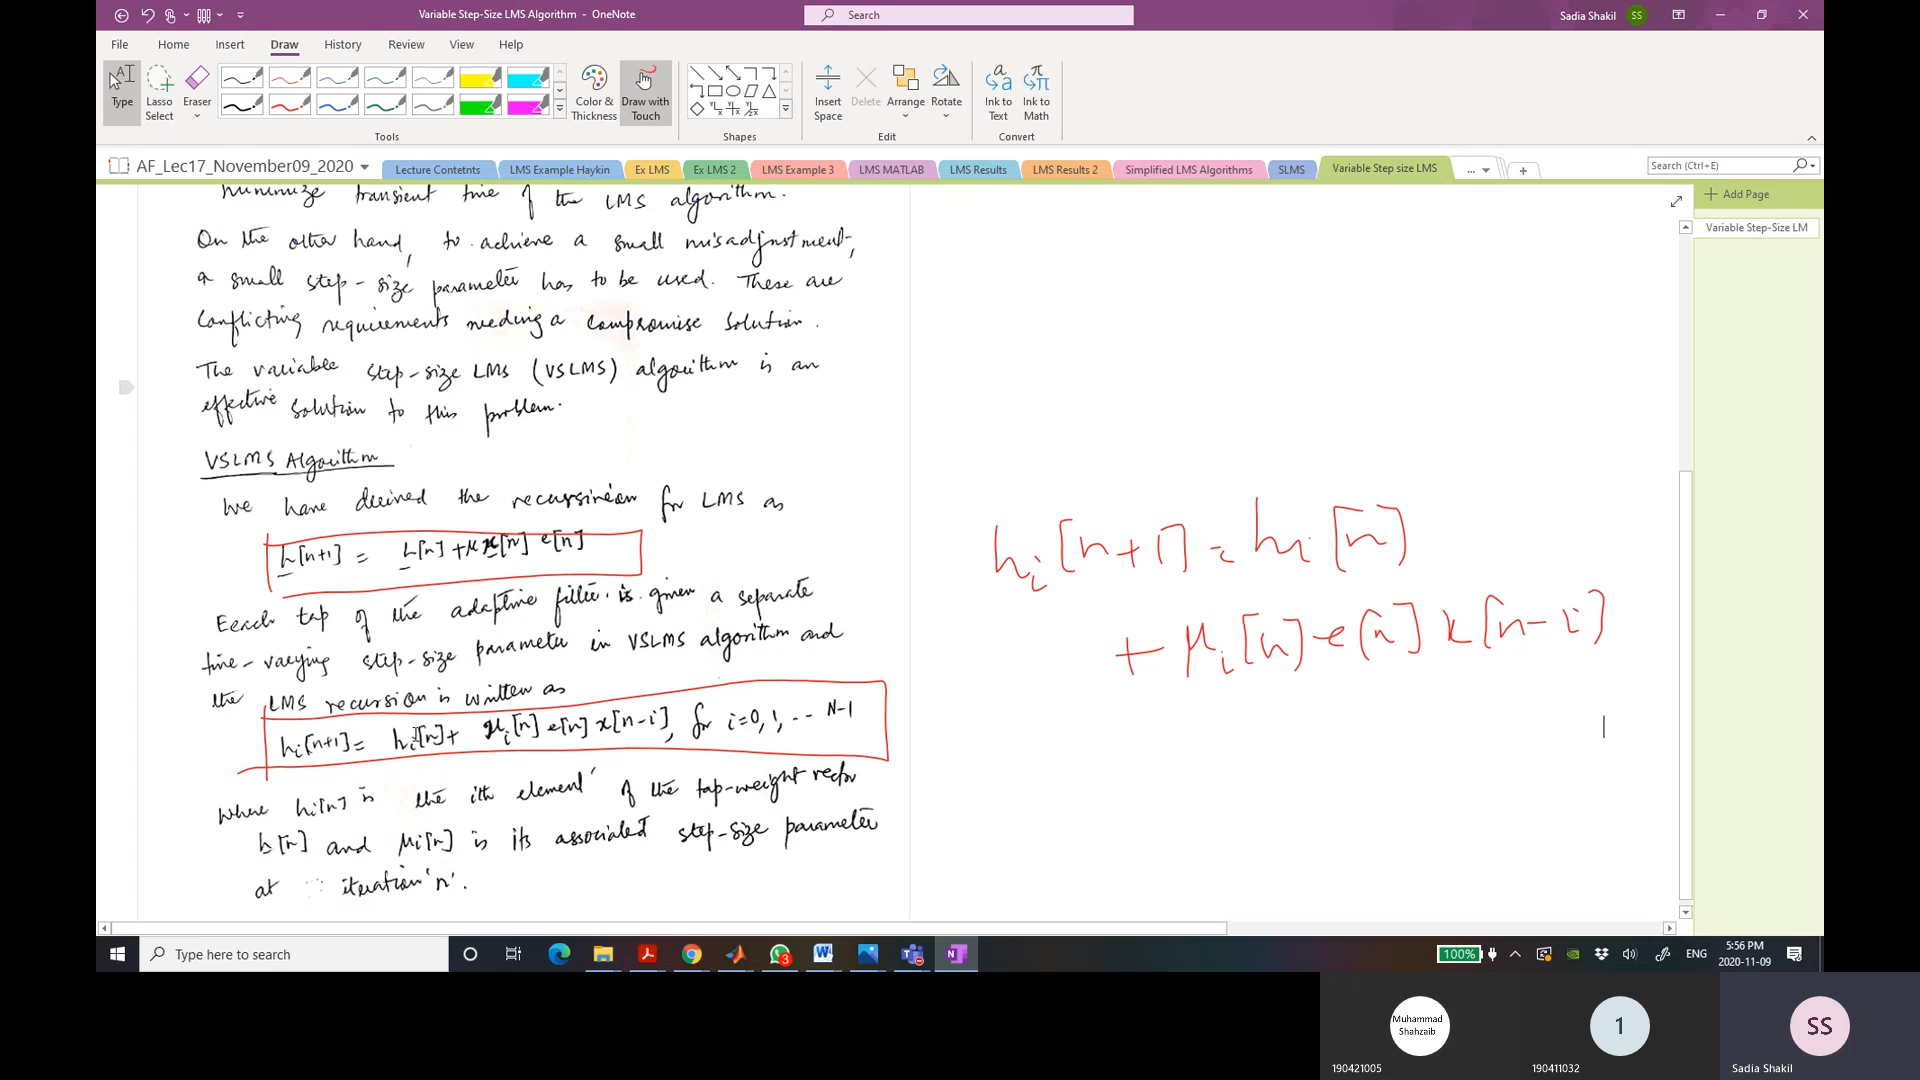 Variable Step-Size LMS Algorithm - OneNote
Search
Sadia Shakil
SS
File Home Insert Draw History Review View Help
Type
Lasso Select
Eraser
Color & Thickness
Draw with Touch
Insert Space
Delete
Arrange
Rotate
Ink to Text
Ink to Math
Tools
Shapes
Edit
Convert
AF_Lec17_November09_2020
Lecture Contetnts
LMS Example Haykin
Ex LMS
Ex LMS 2
LMS Example 3
LMS MATLAB
LMS Results
LMS Results 2
Simplified LMS Algorithms
SLMS
Variable Step size LMS
...
Search (Ctrl+E)
Add Page
Variable Step-Size LM
minimize transient time of the LMS algorithm.
On the other hand, to achieve a small misadjustment,
a small step-size parameter has to be used. These are
Conflicting requirements needing a compromise solution.
The variable step-size LMS (VSLMS) algorithm is an
effective solution to this problem.
VSLMS Algorithm
We have derived the recursion for LMS as
h[n+1] = h[n] + μ x[n] e[n]
Eeach tap of the adaptive filter is given a separate
time-varying step-size parameter in VSLMS algorithm and
the LMS recursion is written as
hi[n+1] = hi[n] + μi[n] e[n] x[n-i], for i=0,1,... N-1
where hi[n] is the ith element of the tap-weight vector
h[n] and μi[n] is its associated step-size parameter
at iteration 'n'.
hi[n+1] = hi[n]
+ μi[n] e[n] x[n-i]
Type here to search
3
100%
ENG
5:56 PM
2020-11-09
Muhammad Shahzaib
190421005
1
190411032
SS
Sadia Shakil